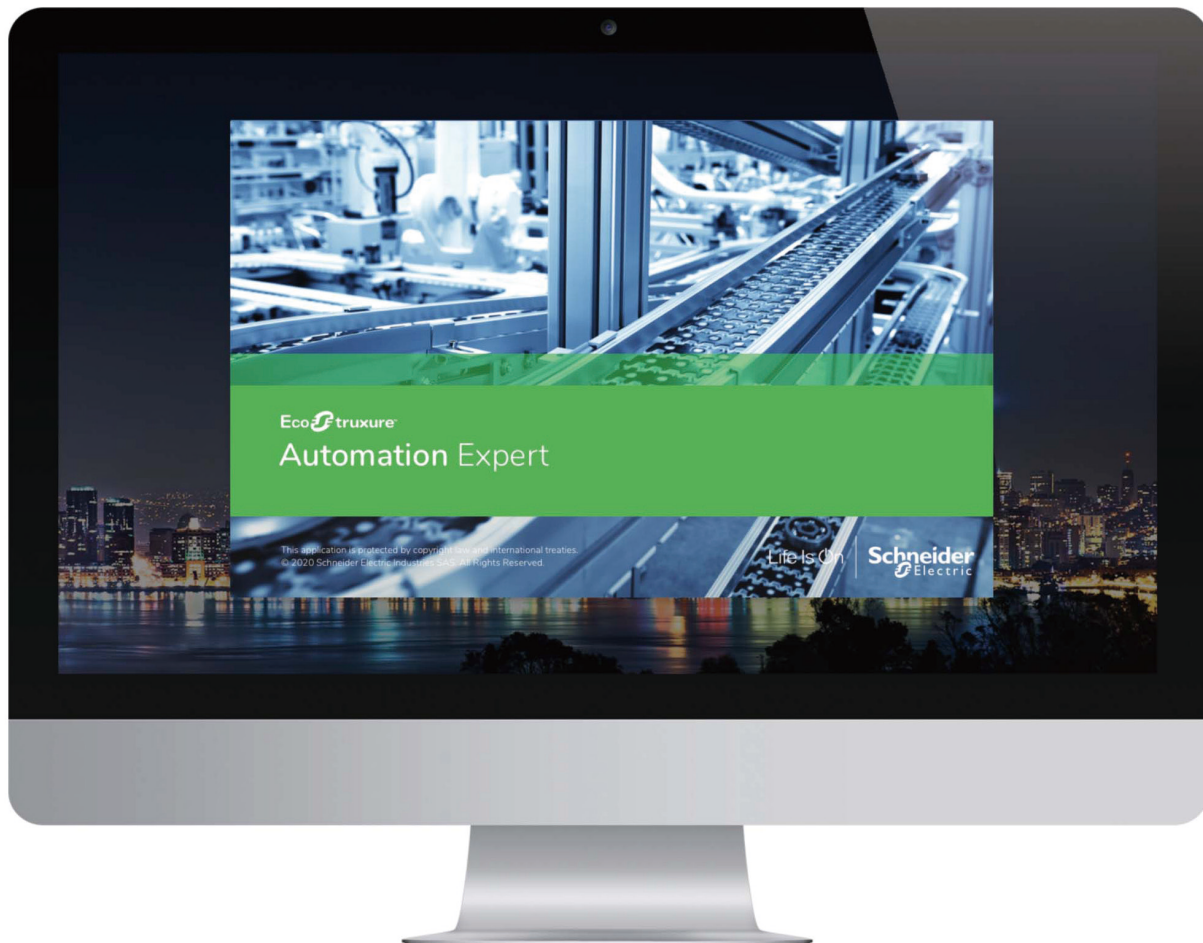 EcoStruxure™
Automation Expert
This application is protected by copyright law and international treaties.
© 2020 Schneider Electric Industries SAS. All Rights Reserved.
Life Is On
Schneider
Electric